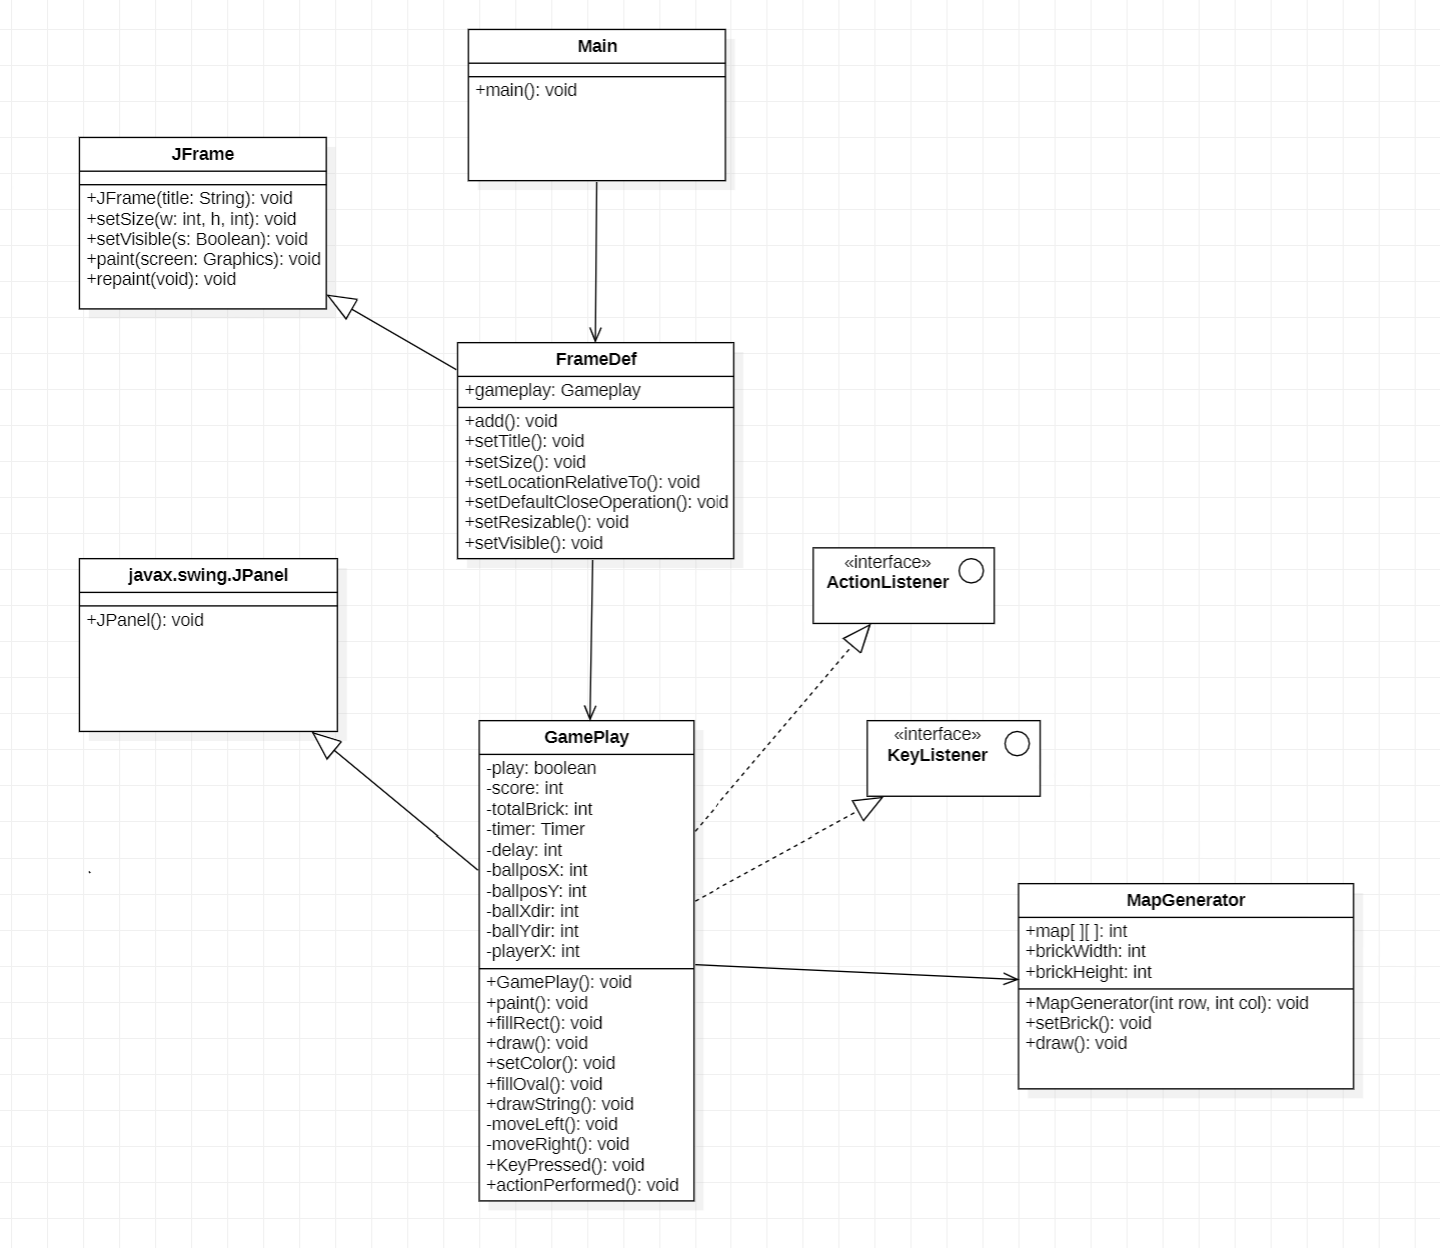 Main
+main(): void
JFrame
+JFrame(title: String): void
+setSize(w: int, h, int): void
+setVisible(s: Boolean): void
+paint(screen: Graphics): void
+repaint(void): void
FrameDef
+gameplay: Gameplay
+add(): void
+setTitle(): void
+setSize(): void
+setLocationRelativeTo(): void
+setDefaultCloseOperation(): void
+setResizable(): void
+setVisible(): void
javax.swing.JPanel
+JPanel(): void
«interface»
ActionListener
«interface»
KeyListener
GamePlay
-play: boolean
-score: int
-totalBrick: int
-timer: Timer
-delay: int
-ballposX: int
-ballposY: int
-ballXdir: int
-ballYdir: int
-playerX: int
+GamePlay(): void
+paint(): void
+fillRect(): void
+draw(): void
+setColor(): void
+fillOval(): void
+drawString(): void
-moveLeft(): void
-moveRight(): void
+KeyPressed(): void
+actionPerformed(): void
MapGenerator
+map[ ][ ]: int
+brickWidth: int
+brickHeight: int
+MapGenerator(int row, int col): void
+setBrick(): void
+draw(): void